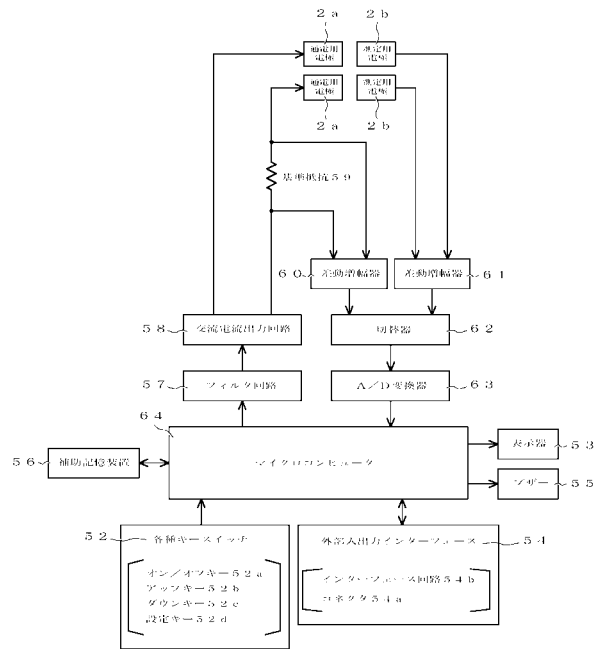 ２ａ ２ｂ
通電用電極 測定用電極
通電用電極 測定用電極
２ａ ２ｂ
基準抵抗５９
６０ 差動増幅器 差動増幅器 ６１
５８ 交流電流出力回路 切替器 ６２
５７ フィルタ回路 Ａ／Ｄ変換器 ６３
６４
マイクロコンピュータ
５６ 補助記憶装置
表示器 ５３
ブザー ５５
５２ 各種キースイッチ
オン／オフキー５２ａ
アップキー５２ｂ
ダウンキー５２ｃ
設定キー５２ｄ
外部入出力インターフェース ５４
インターフェース回路５４ｂ
コネクタ５４ａ